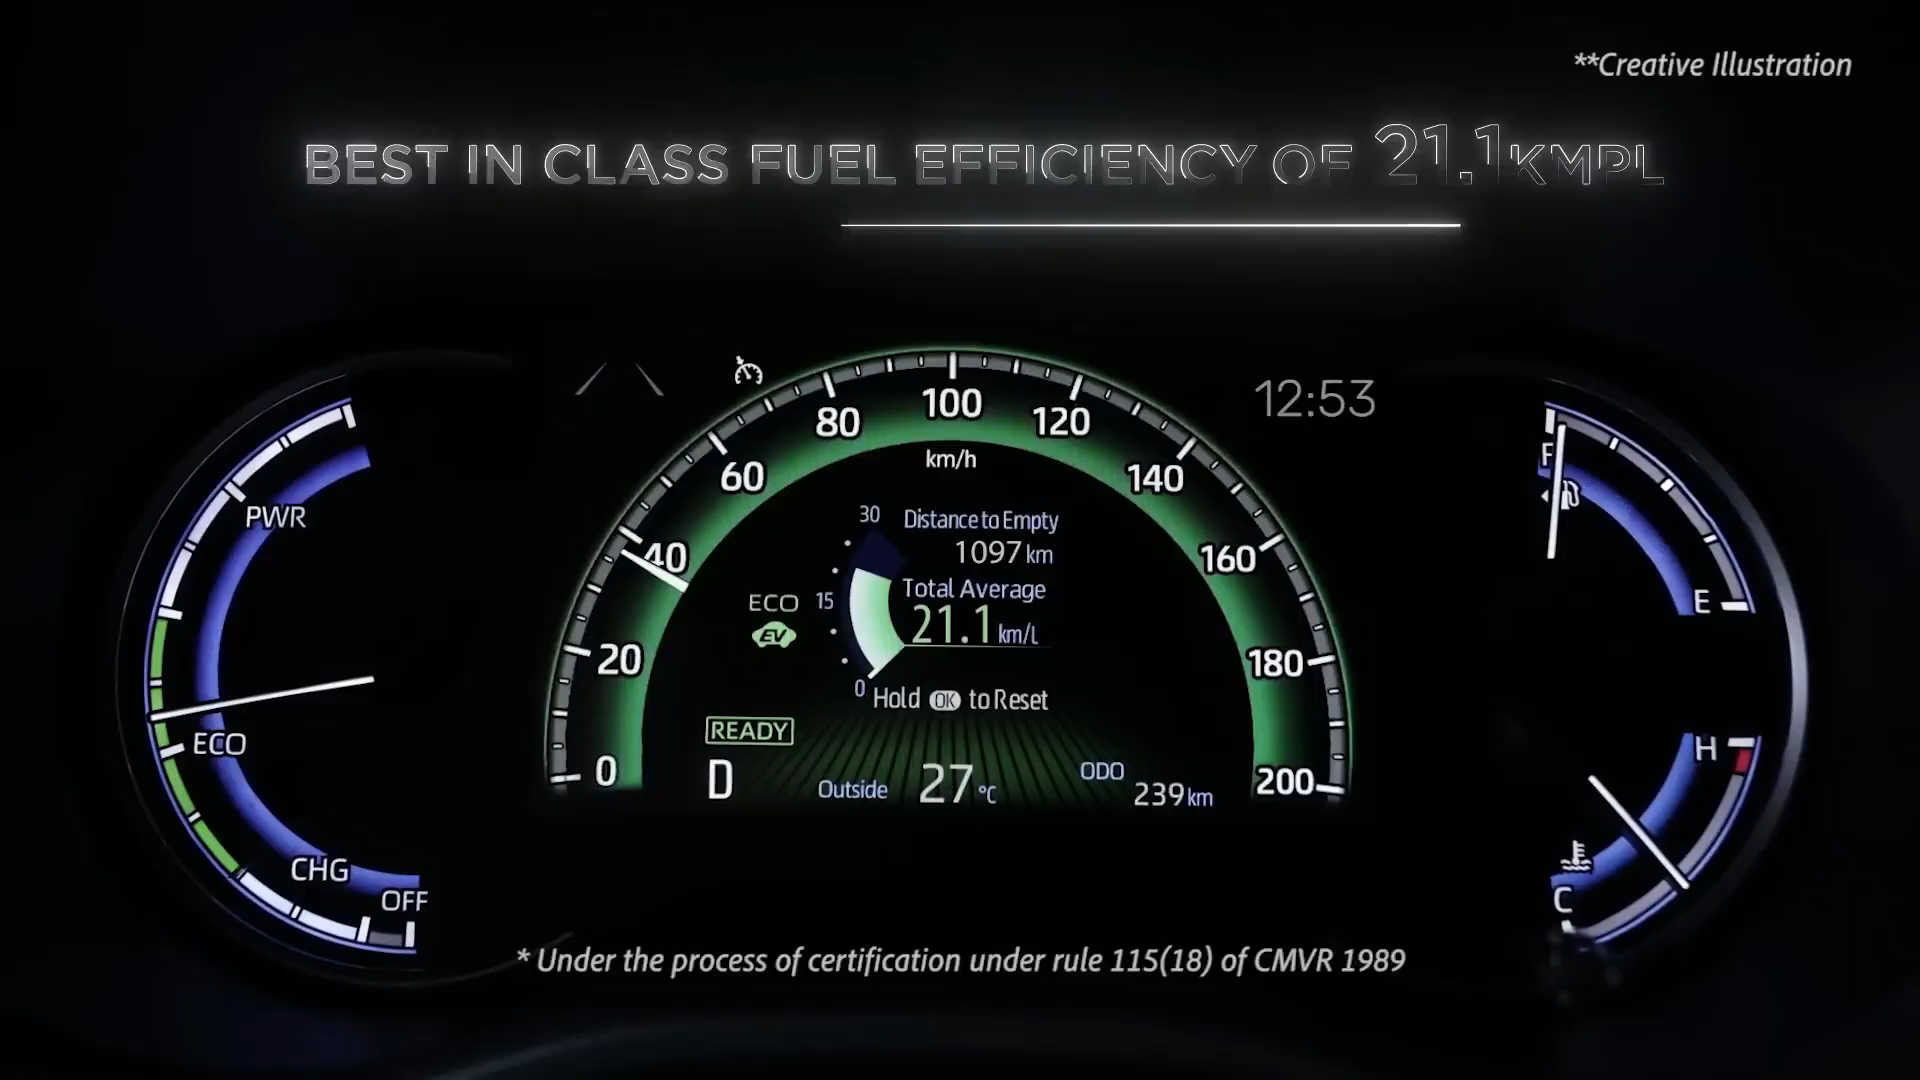 **Creative Illustration
BEST IN CLASS FUEL EFFICIENCY OF 21.1KMPL
12:53
PWR
ECO
CHG
OFF
0
20
40
60
80
100
120
140
160
180
200
km/h
30
15
0
Distance to Empty
1097 km
Total Average
21.1 km/L
Hold OK to Reset
ECO
EV
READY
D
Outside 27 °C
ODO
239 km
F
E
H
C
* Under the process of certification under rule 115(18) of CMVR 1989